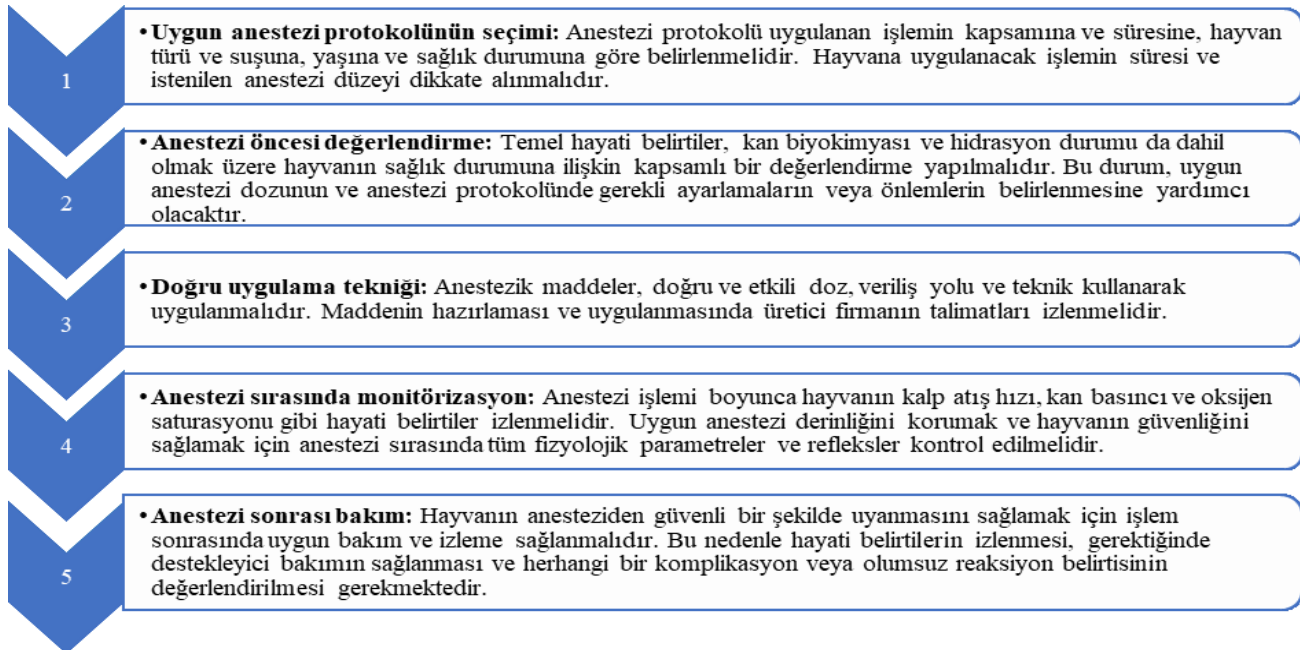 1
• Uygun anestezi protokolünün seçimi: Anestezi protokolü uygulanan işlemin kapsamına ve süresine, hayvan
türü ve suşuna, yaşına ve sağlık durumuna göre belirlenmelidir. Hayvana uygulanacak işlemin süresi ve
istenilen anestezi düzeyi dikkate alınmalıdır.
2
• Anestezi öncesi değerlendirme: Temel hayati belirtiler, kan biyokimyası ve hidrasyon durumu da dahil
olmak üzere hayvanın sağlık durumuna ilişkin kapsamlı bir değerlendirme yapılmalıdır. Bu durum, uygun
anestezi dozunun ve anestezi protokolünde gerekli ayarlamaların veya önlemlerin belirlenmesine yardımcı
olacaktır.
3
• Doğru uygulama tekniği: Anestezik maddeler, doğru ve etkili doz, veriliş yolu ve teknik kullanarak
uygulanmalıdır. Maddenin hazırlaması ve uygulanmasında üretici firmanın talimatları izlenmelidir.
4
• Anestezi sırasında monitörizasyon: Anestezi işlemi boyunca hayvanın kalp atış hızı, kan basıncı ve oksijen
saturasyonu gibi hayati belirtiler izlenmelidir. Uygun anestezi derinliğini korumak ve hayvanın güvenliğini
sağlamak için anestezi sırasında tüm fizyolojik parametreler ve refleksler kontrol edilmelidir.
5
• Anestezi sonrası bakım: Hayvanın anesteziden güvenli bir şekilde uyanmasını sağlamak için işlem
sonrasında uygun bakım ve izleme sağlanmalıdır. Bu nedenle hayati belirtilerin izlenmesi, gerektiğinde
destekleyici bakımın sağlanması ve herhangi bir komplikasyon veya olumsuz reaksiyon belirtisinin
değerlendirilmesi gerekmektedir.